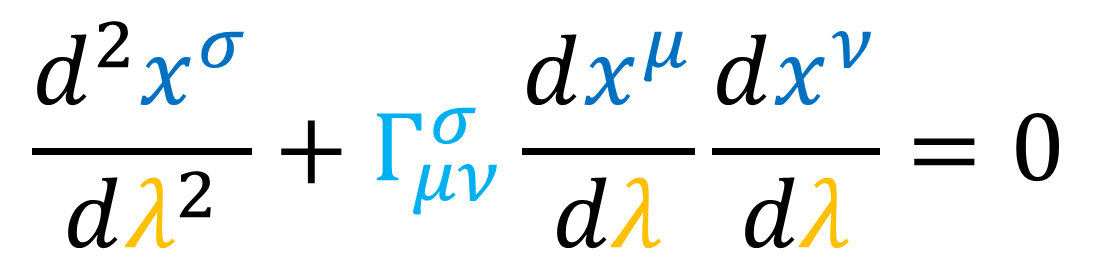 d²x^σ/dλ² + Γ^σ_μν dx^μ/dλ dx^ν/dλ = 0